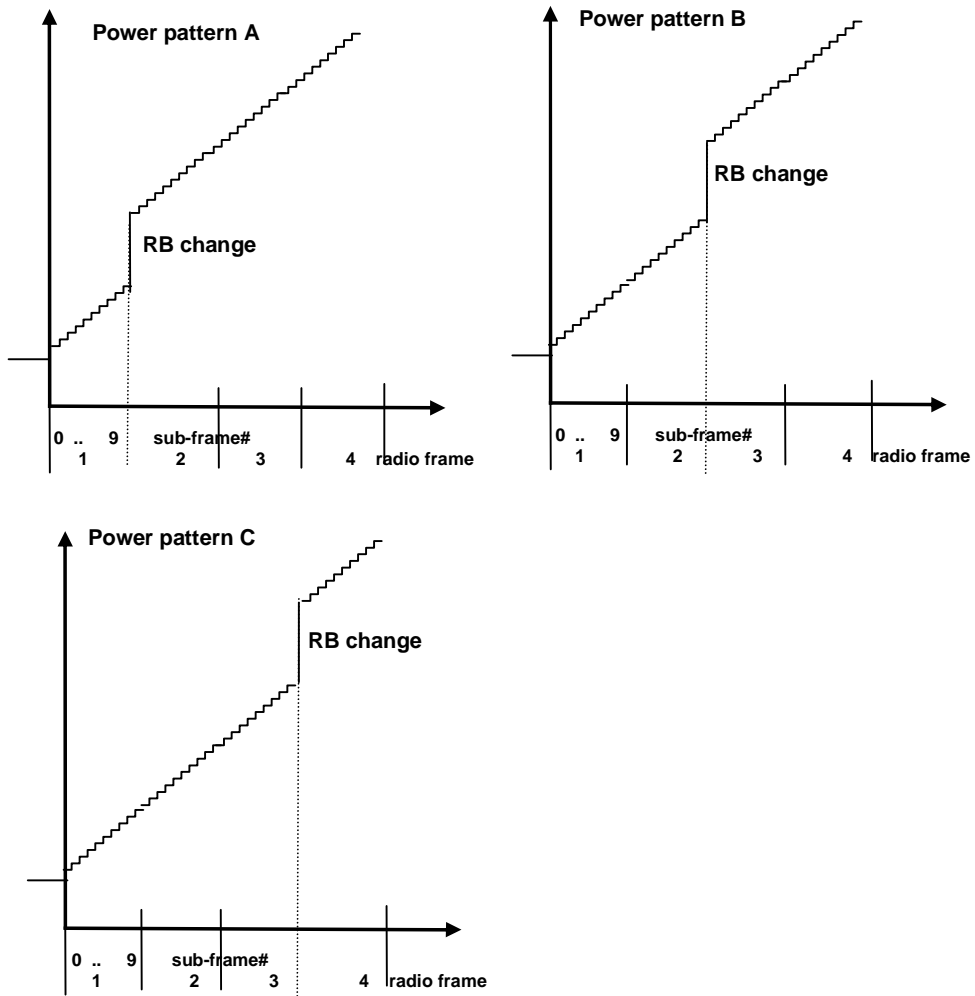 Power pattern A
RB change
0 .. 9 sub-frame#
1 2 3 4 radio frame
Power pattern B
RB change
0 .. 9 sub-frame#
1 2 3 4 radio frame
Power pattern C
RB change
0 .. 9 sub-frame#
1 2 3 4 radio frame